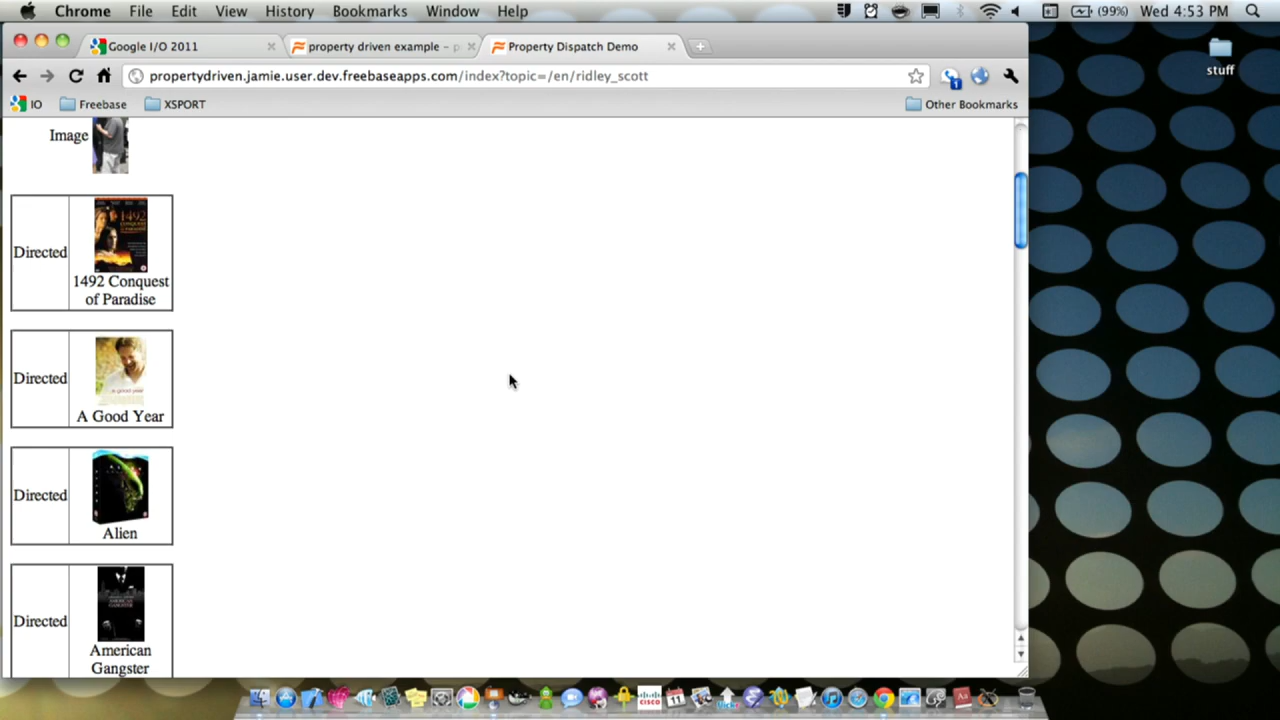 Chrome File Edit View History Bookmarks Window Help (99%) Wed 4:53 PM
Google I/O 2011 property driven example – Property Dispatch Demo
propertydriven.jamie.user.dev.freebaseapps.com/index?topic=/en/ridley_scott
IO Freebase XSPORT Other Bookmarks
stuff
Image
Directed
1492 Conquest
of Paradise
Directed
A Good Year
Directed
Alien
Directed
American
Gangster